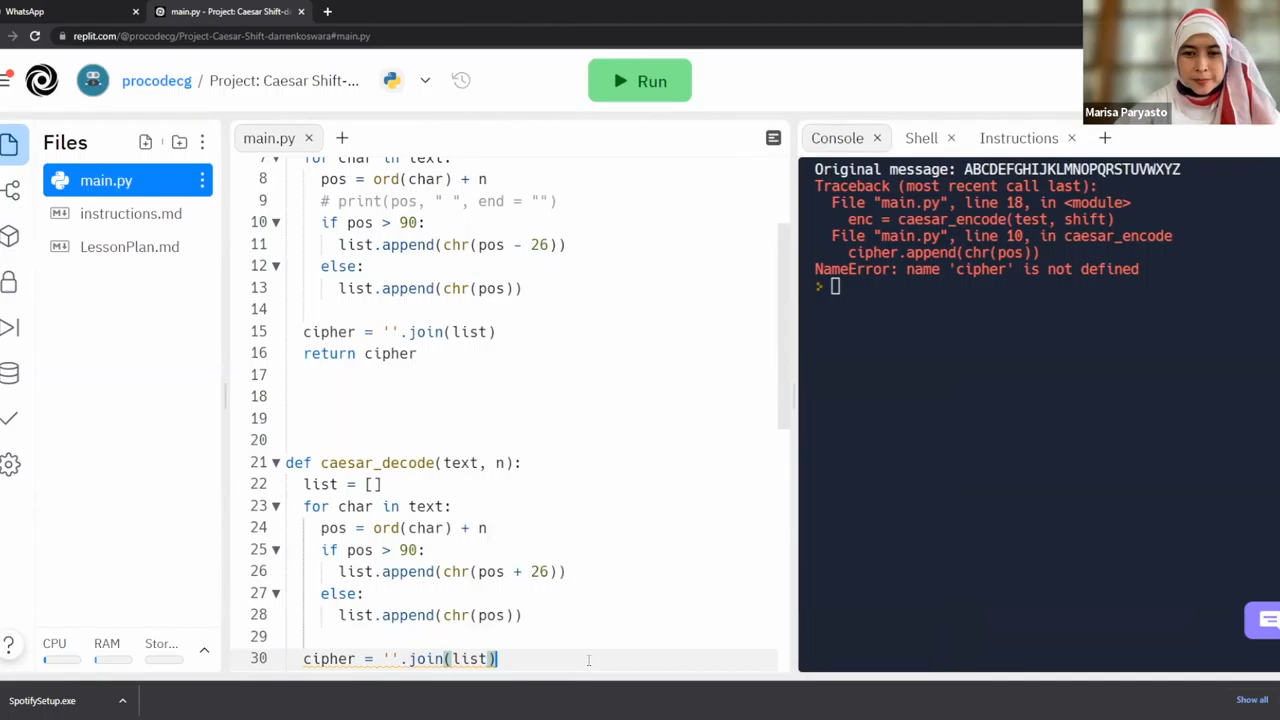 WhatsApp
main.py - Project: Caesar Shift-d
replit.com/@procodecg/Project-Caesar-Shift-darrenkoswara#main.py
procodecg / Project: Caesar Shift-...
Run
Marisa Paryasto
Files
main.py
instructions.md
LessonPlan.md
CPU RAM Stor...
main.py
7 for char in text:
8 pos = ord(char) + n
9 # print(pos, " ", end = "")
10 if pos > 90:
11 list.append(chr(pos - 26))
12 else:
13 list.append(chr(pos))
14
15 cipher = ''.join(list)
16 return cipher
17
18
19
20
21 def caesar_decode(text, n):
22 list = []
23 for char in text:
24 pos = ord(char) + n
25 if pos > 90:
26 list.append(chr(pos + 26))
27 else:
28 list.append(chr(pos))
29
30 cipher = ''.join(list)
Console Shell Instructions
Original message: ABCDEFGHIJKLMNOPQRSTUVWXYZ
Traceback (most recent call last):
File "main.py", line 18, in <module>
enc = caesar_encode(test, shift)
File "main.py", line 10, in caesar_encode
cipher.append(chr(pos))
NameError: name 'cipher' is not defined
>
SpotifySetup.exe
Show all